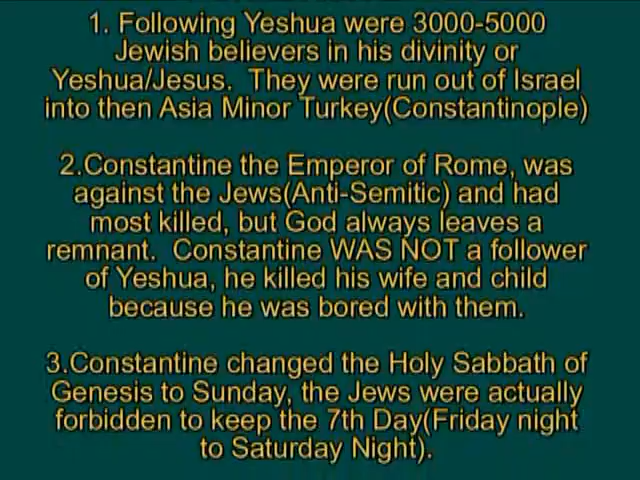 1. Following Yeshua were 3000-5000
Jewish believers in his divinity or
Yeshua/Jesus. They were run out of Israel
into then Asia Minor Turkey(Constantinople)
2.Constantine the Emperor of Rome, was
against the Jews(Anti-Semitic) and had
most killed, but God always leaves a
remnant. Constantine WAS NOT a follower
of Yeshua, he killed his wife and child
because he was bored with them.
3.Constantine changed the Holy Sabbath of
Genesis to Sunday, the Jews were actually
forbidden to keep the 7th Day(Friday night
to Saturday Night).